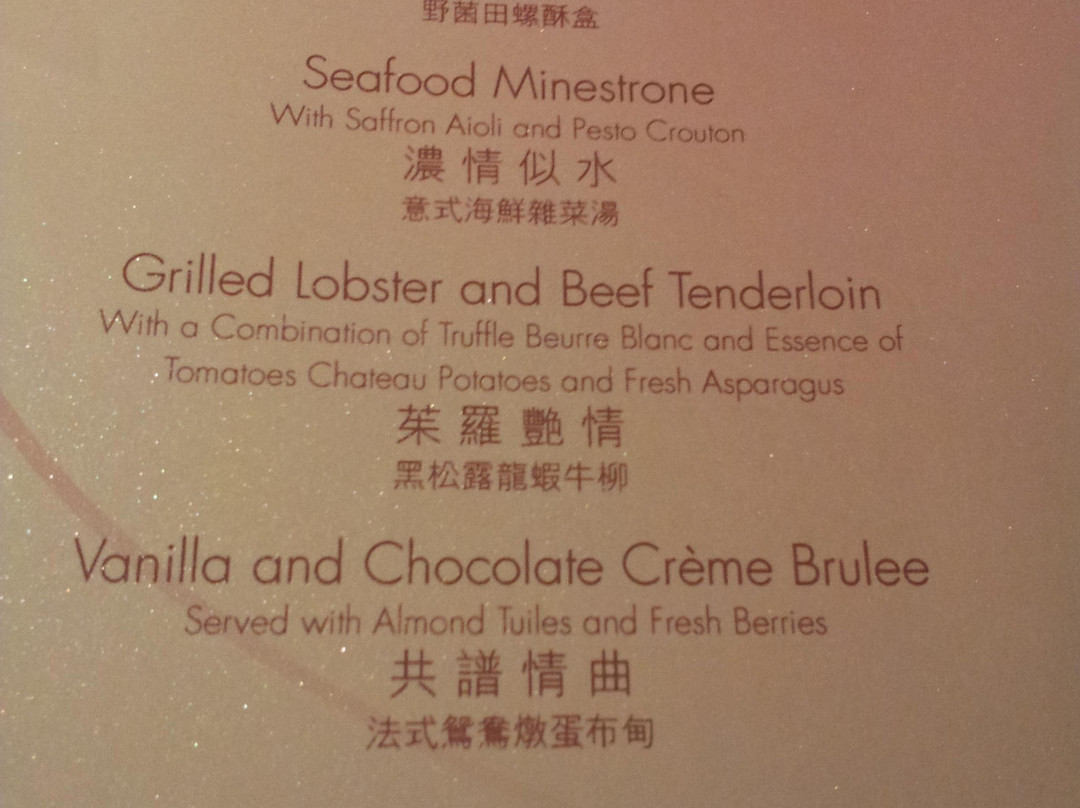 野菌田螺酥盒
Seafood Minestrone
With Saffron Aioli and Pesto Crouton
濃情似水
意式海鮮雜菜湯
Grilled Lobster and Beef Tenderloin
With a Combination of Truffle Beurre Blanc and Essence of
Tomatoes Chateau Potatoes and Fresh Asparagus
茱羅艷情
黑松露龍蝦牛柳
Vanilla and Chocolate Crème Brulee
Served with Almond Tuiles and Fresh Berries
共譜情曲
法式鴛鴦燉蛋布甸